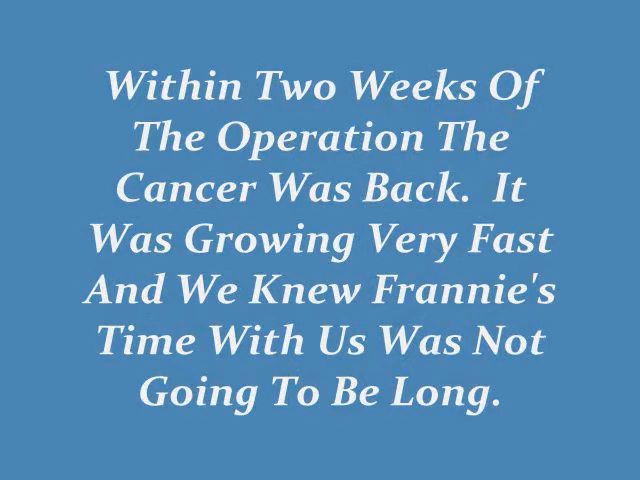 Within Two Weeks Of
The Operation The
Cancer Was Back.  It
Was Growing Very Fast
And We Knew Frannie's
Time With Us Was Not
Going To Be Long.